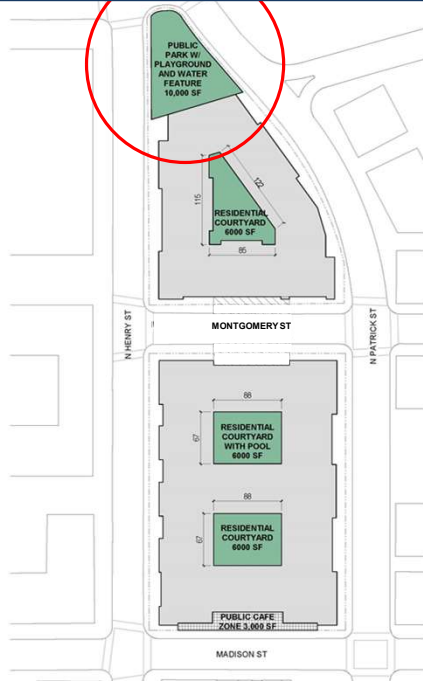 PUBLIC
PARK W/
PLAYGROUND
AND WATER
FEATURE
10,000 SF
122
115
RESIDENTIAL
COURTYARD
6000 SF
85
N HENRY ST
MONTGOMERY ST
N PATRICK ST
88
67
RESIDENTIAL
COURTYARD
WITH POOL
6000 SF
88
67
RESIDENTIAL
COURTYARD
6000 SF
PUBLIC CAFE
ZONE 3,000 SF
MADISON ST